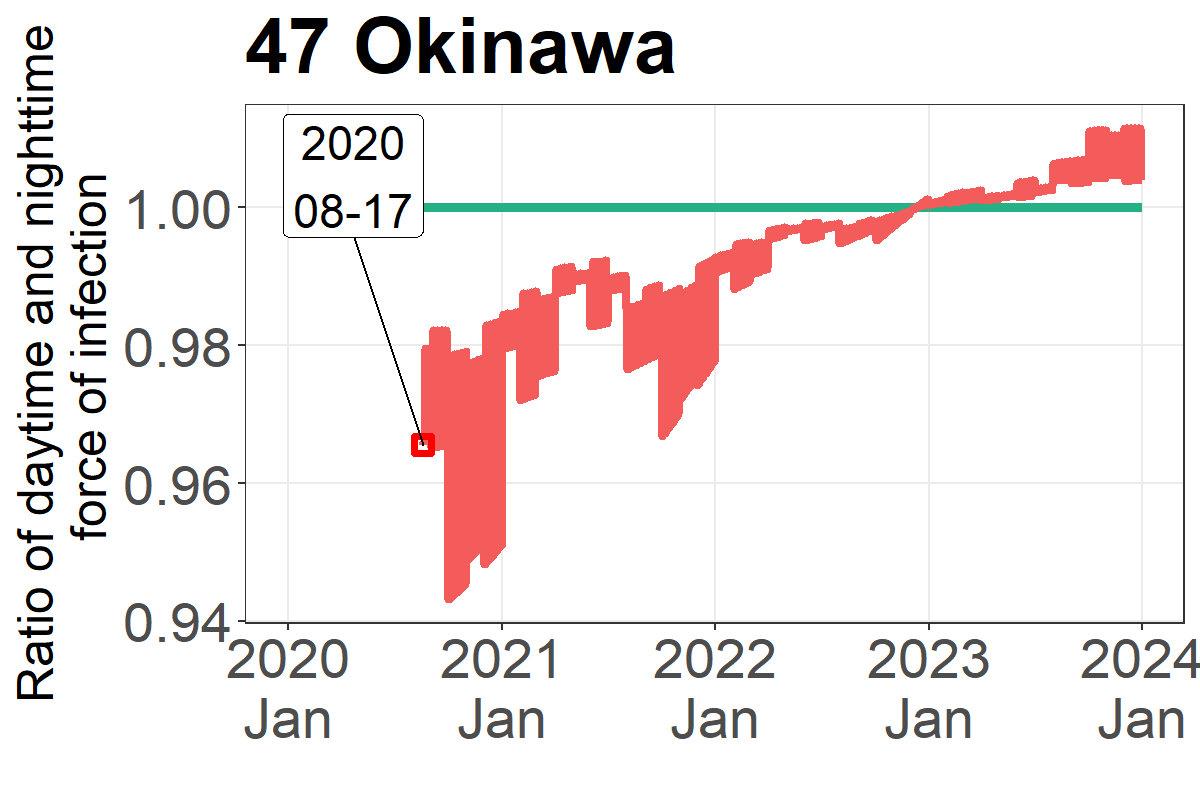 47 Okinawa
Ratio of daytime and nighttime
force of infection
2020
08-17
1.00
0.98
0.96
0.94
2020
Jan
2021
Jan
2022
Jan
2023
Jan
2024
Jan